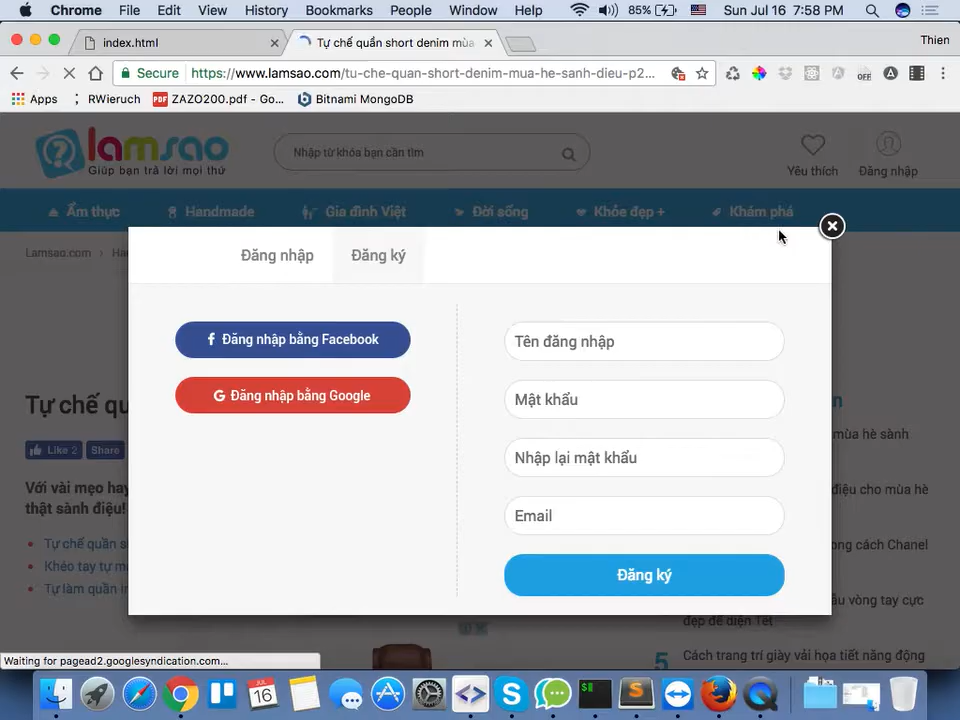 Chrome File Edit View History Bookmarks People Window Help 85% Sun Jul 16 7:58 PM
index.html Tự chế quần short denim mùa Thien
Secure https://www.lamsao.com/tu-che-quan-short-denim-mua-he-sanh-dieu-p2... OFF
Apps RWieruch ZAZO200.pdf - Go... Bitnami MongoDB
lamsao
Giúp bạn trả lời mọi thứ
Nhập từ khóa bạn cần tìm
Yêu thích Đăng nhập
Ẩm thực Handmade Gia đình Việt Đời sống Khỏe đẹp + Khám phá
Lamsao.com › Ha
Đăng nhập Đăng ký
Đăng nhập bằng Facebook
Đăng nhập bằng Google
Tên đăng nhập
Mật khẩu
Nhập lại mật khẩu
Email
Đăng ký
Tự chế qu
Like 2 Share
Với vài mẹo hay
thật sành điệu!
Tự chế quần s
Khéo tay tự m
Tự làm quần i
mùa hè sành
điệu cho mùa hè
ong cách Chanel
vòng tay cực
đẹp để diện Tết
5 Cách trang trí giày vải họa tiết năng động
Waiting for pagead2.googlesyndication.com...
JUL
16